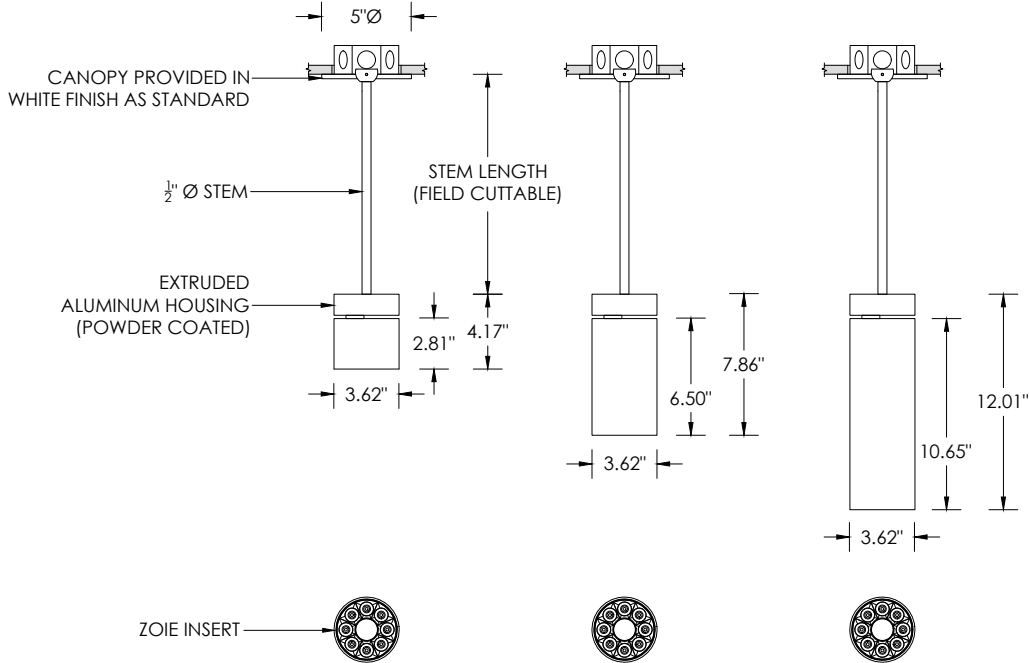 5"Ø
CANOPY PROVIDED IN
WHITE FINISH AS STANDARD
½" Ø STEM
STEM LENGTH
(FIELD CUTTABLE)
EXTRUDED
ALUMINUM HOUSING
(POWDER COATED)
2.81"
4.17"
3.62"
6.50"
7.86"
3.62"
10.65"
12.01"
3.62"
ZOIE INSERT